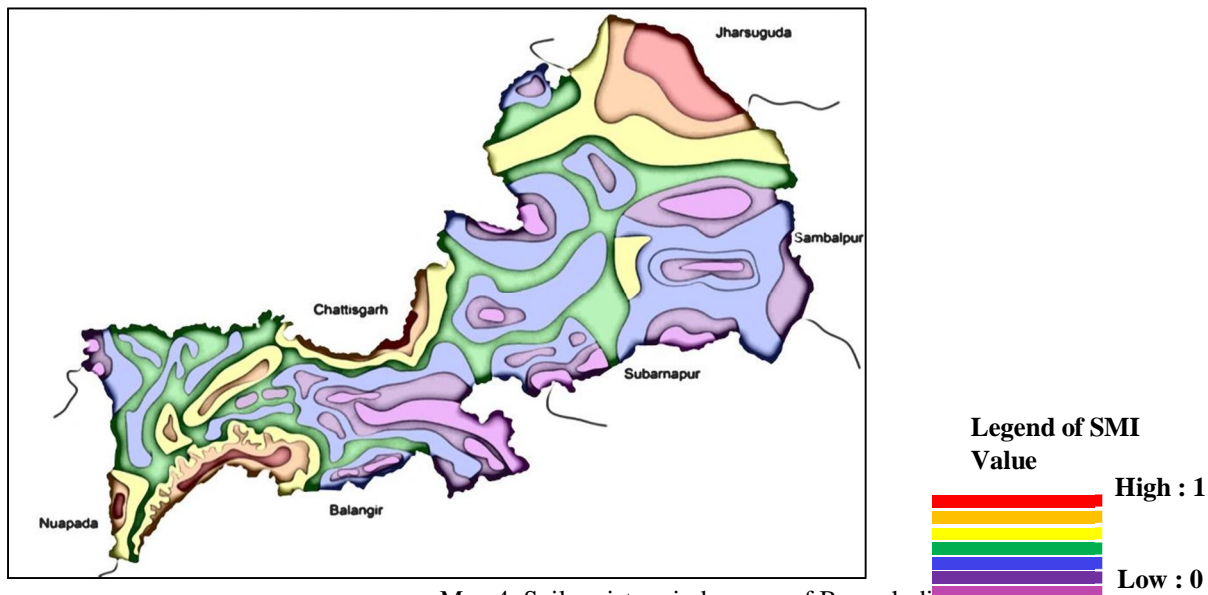 Jharsuguda
Sambalpur
Chattisgarh
Subarnapur
Balangir
Nuapada
Legend of SMI
Value
High : 1
Low : 0